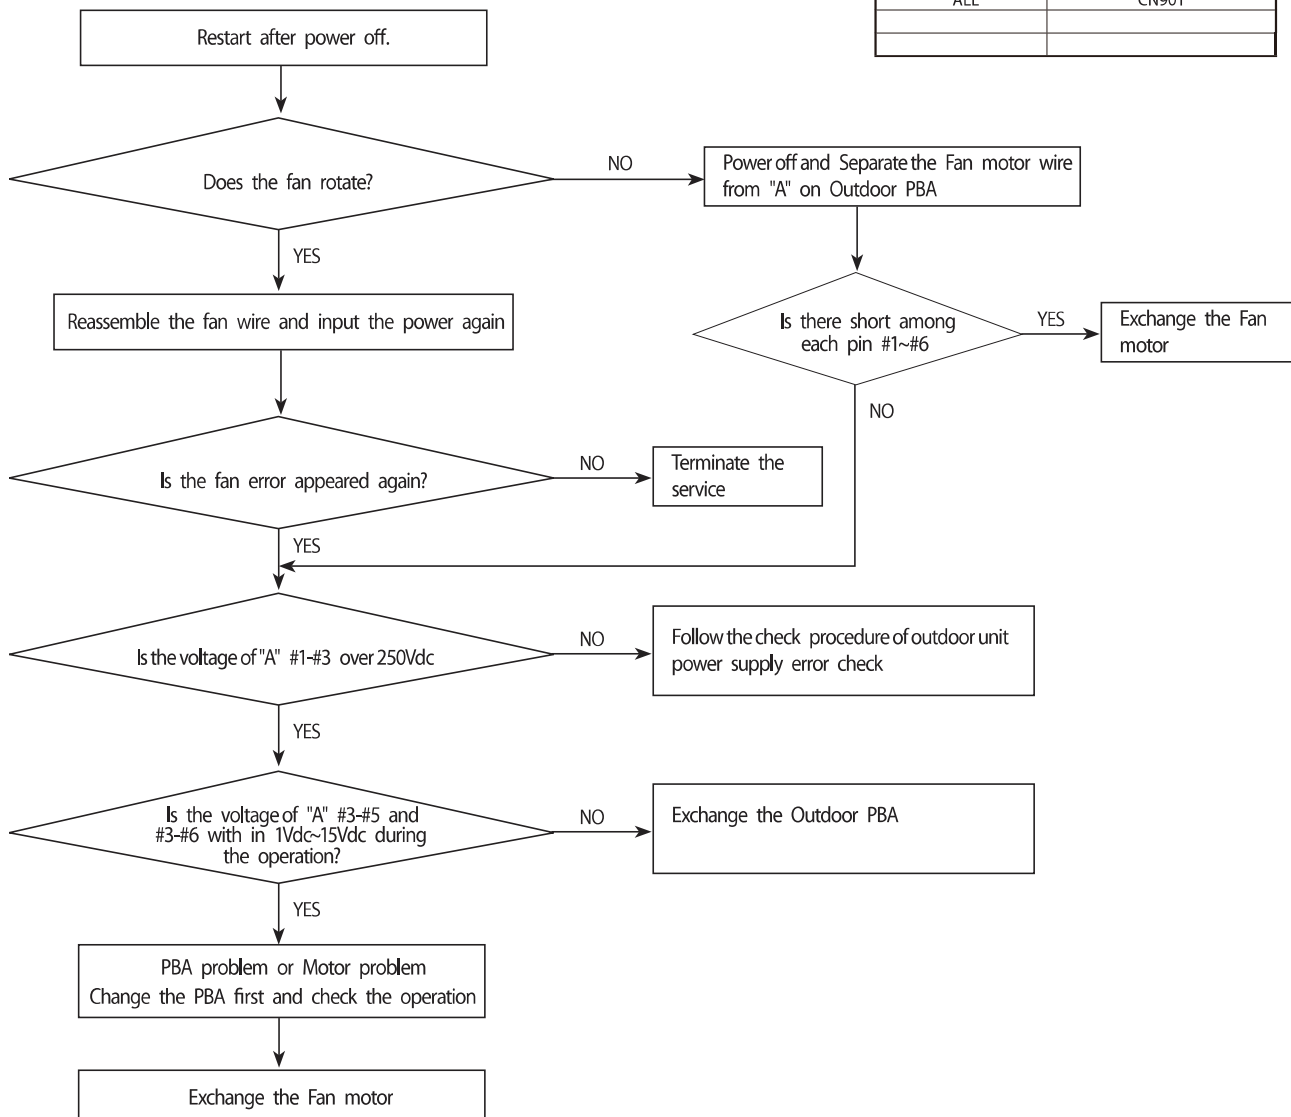 ALL
CN901
Restart after power off.
Does the fan rotate?
NO
Power off and Separate the Fan motor wire
from "A" on Outdoor PBA
YES
Reassemble the fan wire and input the power again
Is there short among
each pin #1~#6
YES
Exchange the Fan
motor
NO
Is the fan error appeared again?
NO
Terminate the
service
YES
Is the voltage of "A" #1-#3 over 250Vdc
NO
Follow the check procedure of outdoor unit
power supply error check
YES
Is the voltage of "A" #3-#5 and
#3-#6 with in 1Vdc~15Vdc during
the operation?
NO
Exchange the Outdoor PBA
YES
PBA problem or Motor problem
Change the PBA first and check the operation
Exchange the Fan motor